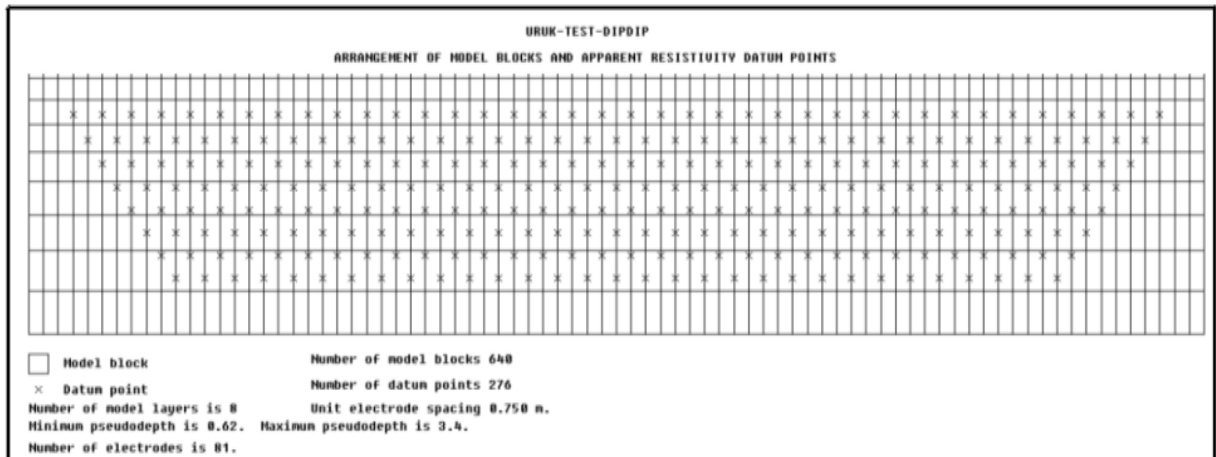 URUK-TEST-DIPDIP
ARRANGEMENT OF MODEL BLOCKS AND APPARENT RESISTIVITY DATUM POINTS
Model block Number of model blocks 640
× Datum point Number of datum points 276
Number of model layers is 8 Unit electrode spacing 0.750 m.
Minimum pseudodepth is 0.62. Maximum pseudodepth is 3.4.
Number of electrodes is 81.